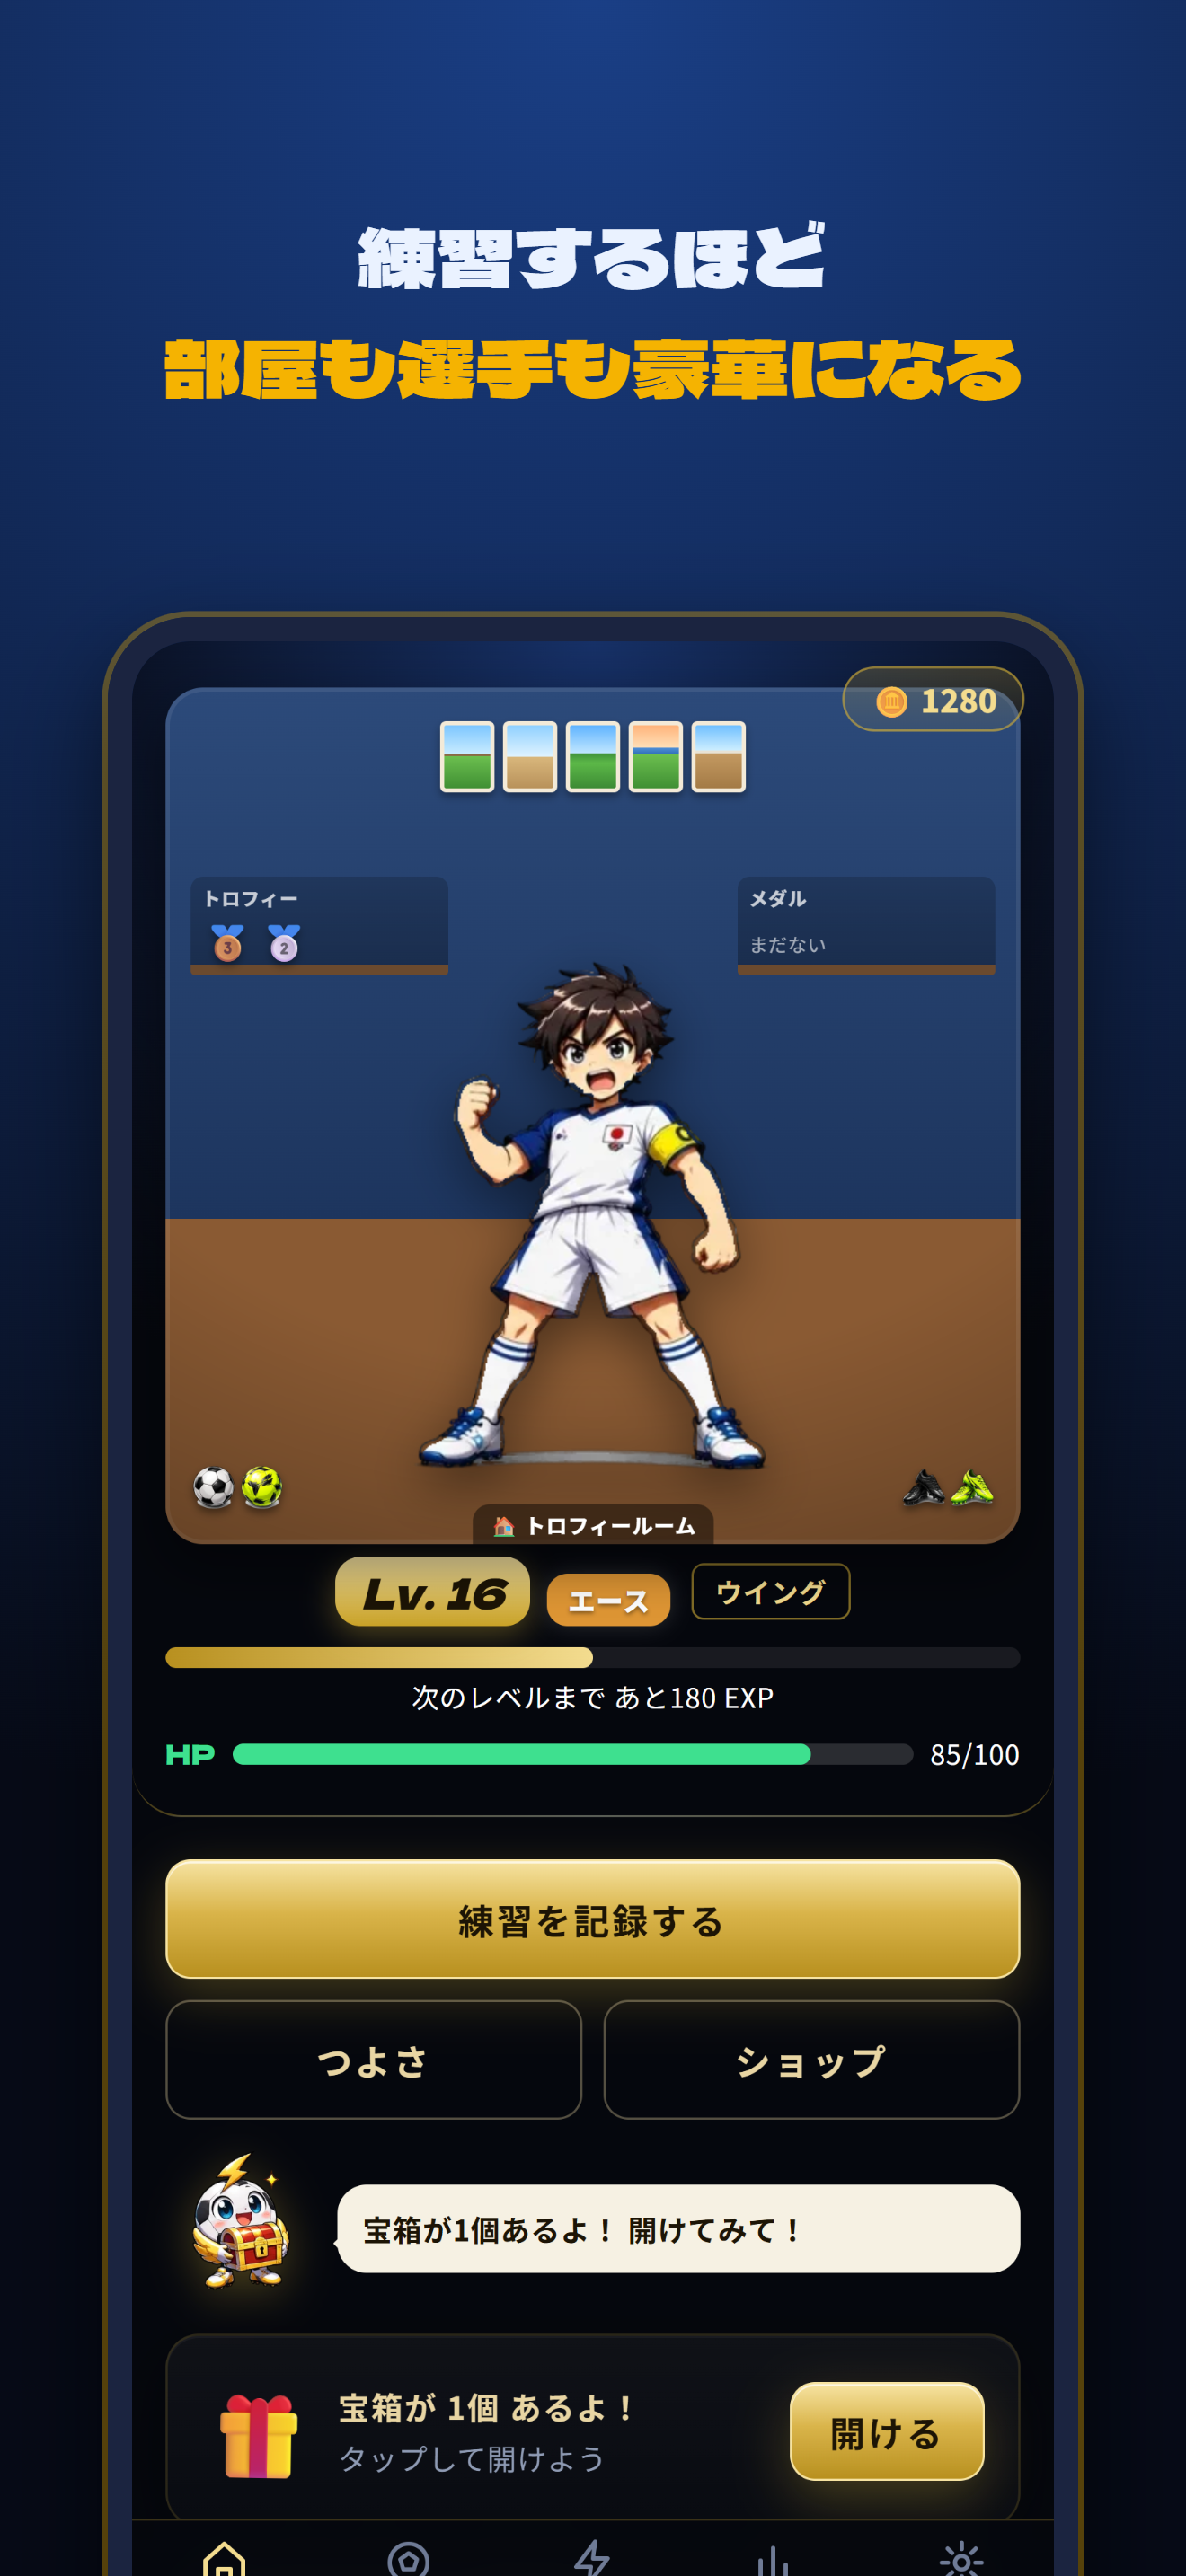 練習するほど
部屋も選手も豪華になる
1280
トロフィー
3 2
メダル
まだない
C
トロフィールーム
Lv. 16 エース ウイング
次のレベルまで あと180 EXP
HP 85/100
練習を記録する
つよさ ショップ
宝箱が1個あるよ！ 開けてみて！
宝箱が 1個 あるよ！
タップして開けよう
開ける